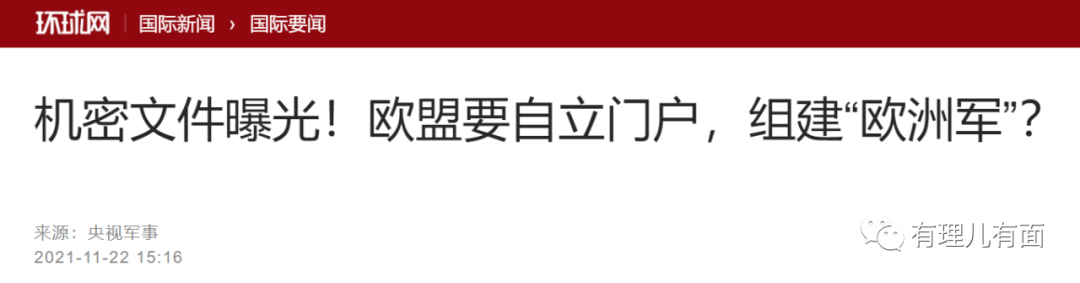 环球网 国际新闻 › 国际要闻
机密文件曝光！欧盟要自立门户，组建“欧洲军”？
来源：央视军事
2021-11-22 15:16
有理儿有面